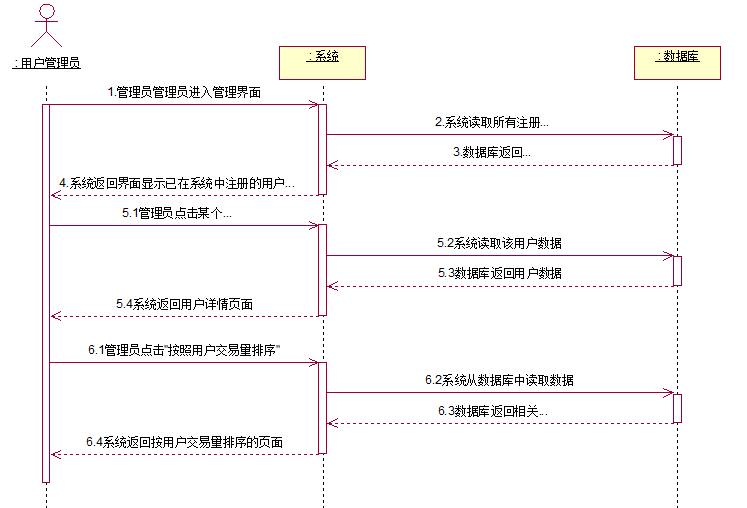 : 用户管理员
: 系统
: 数据库
1.管理员管理员进入管理界面
2.系统读取所有注册...
3.数据库返回...
4.系统返回界面显示已在系统中注册的用户...
5.1管理员点击某个...
5.2系统读取该用户数据
5.3数据库返回用户数据
5.4系统返回用户详情页面
6.1管理员点击"按照用户交易量排序"
6.2系统从数据库中读取数据
6.3数据库返回相关...
6.4系统返回按用户交易量排序的页面